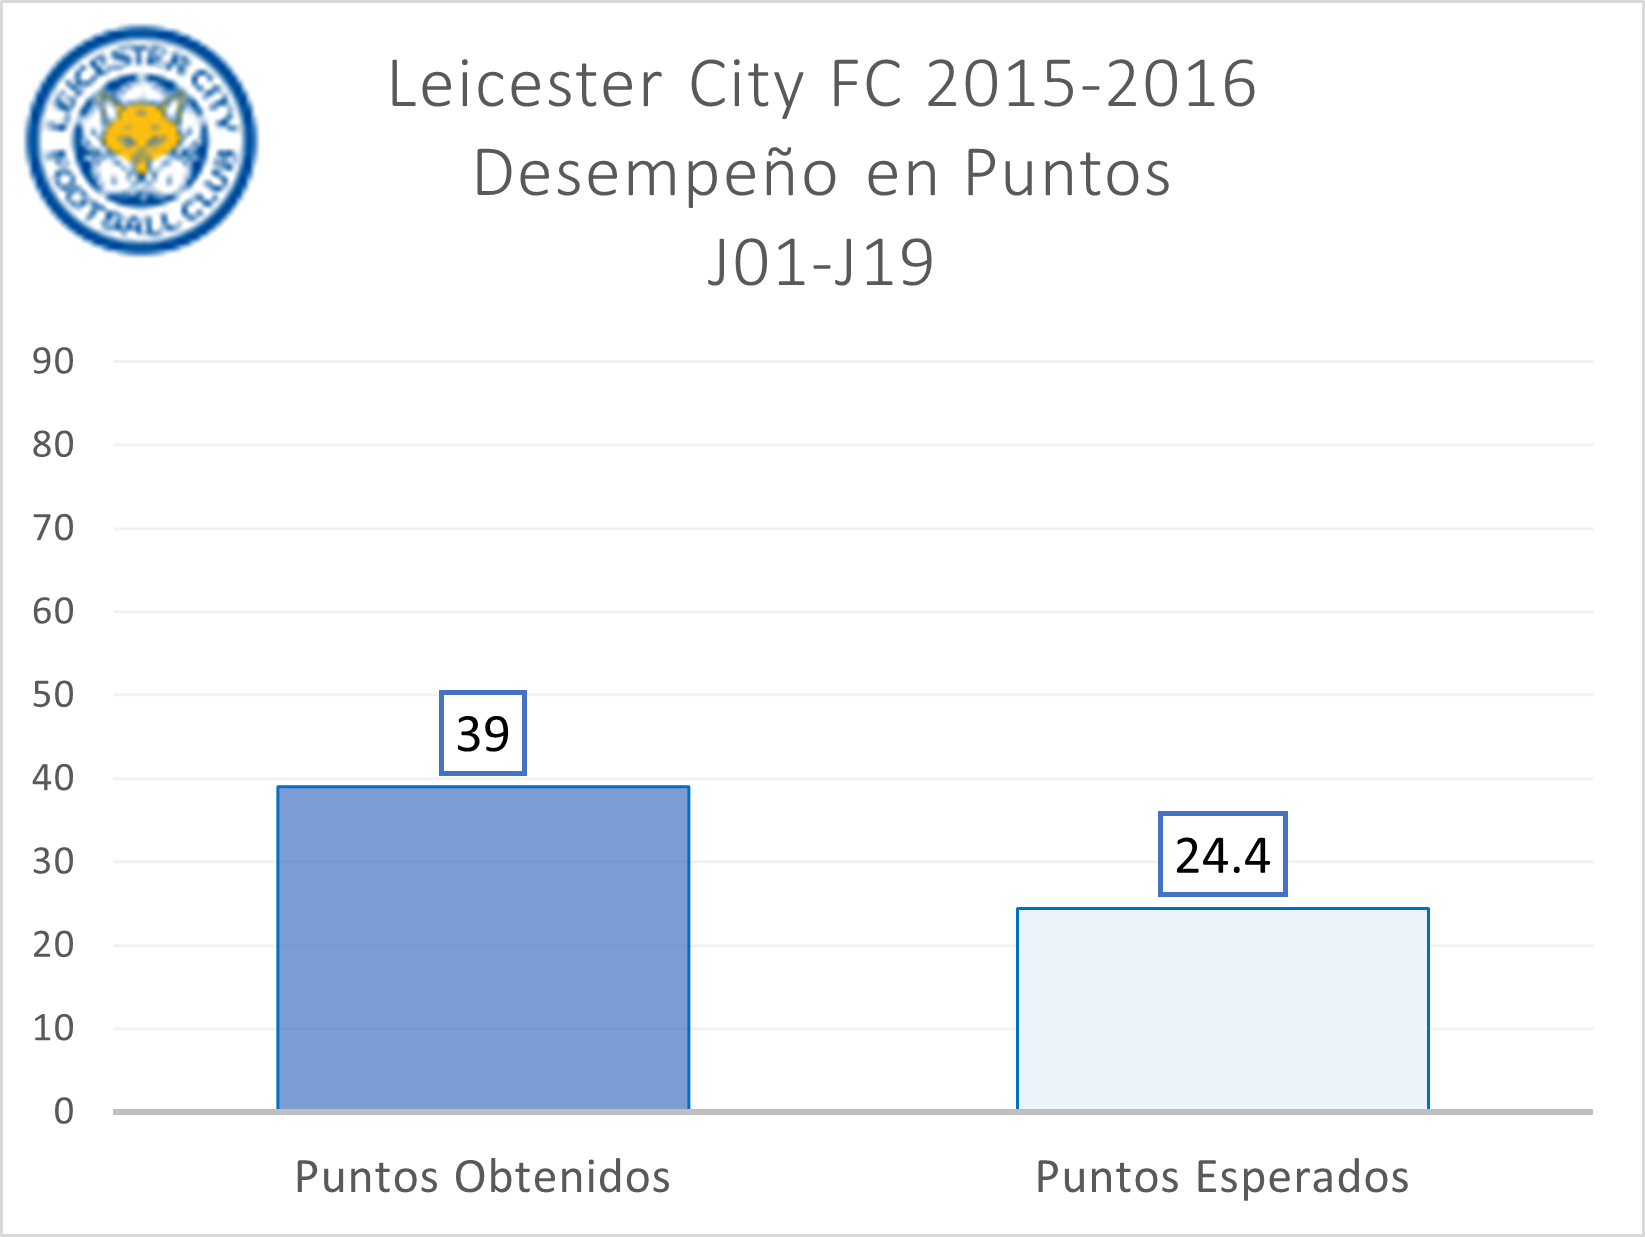 LEICESTER CITY
FOOTBALL CLUB
Leicester City FC 2015-2016
Desempeño en Puntos
J01-J19
90
80
70
60
50
40
30
20
10
0
39
24.4
Puntos Obtenidos
Puntos Esperados